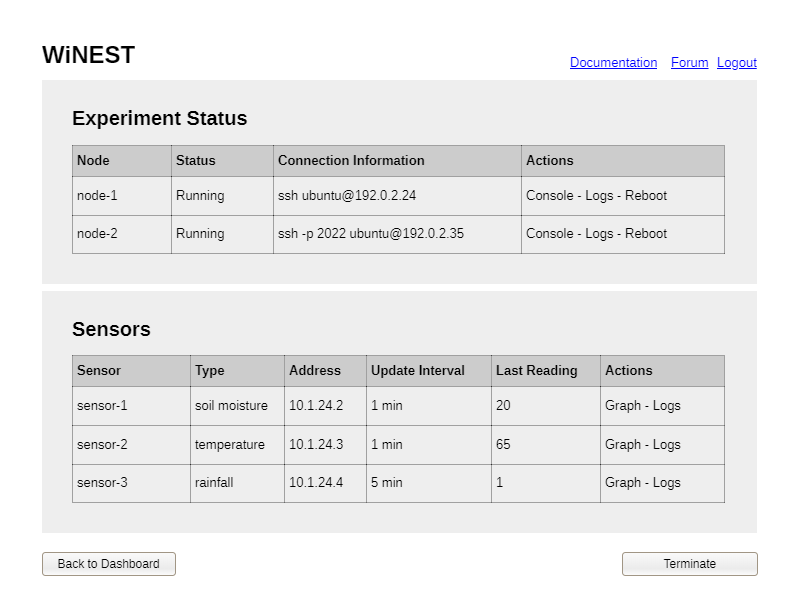 WiNEST
Documentation Forum Logout
Experiment Status
Node Status Connection Information Actions
node-1 Running ssh ubuntu@192.0.2.24 Console - Logs - Reboot
node-2 Running ssh -p 2022 ubuntu@192.0.2.35 Console - Logs - Reboot
Sensors
Sensor Type Address Update Interval Last Reading Actions
sensor-1 soil moisture 10.1.24.2 1 min 20 Graph - Logs
sensor-2 temperature 10.1.24.3 1 min 65 Graph - Logs
sensor-3 rainfall 10.1.24.4 5 min 1 Graph - Logs
Back to Dashboard Terminate